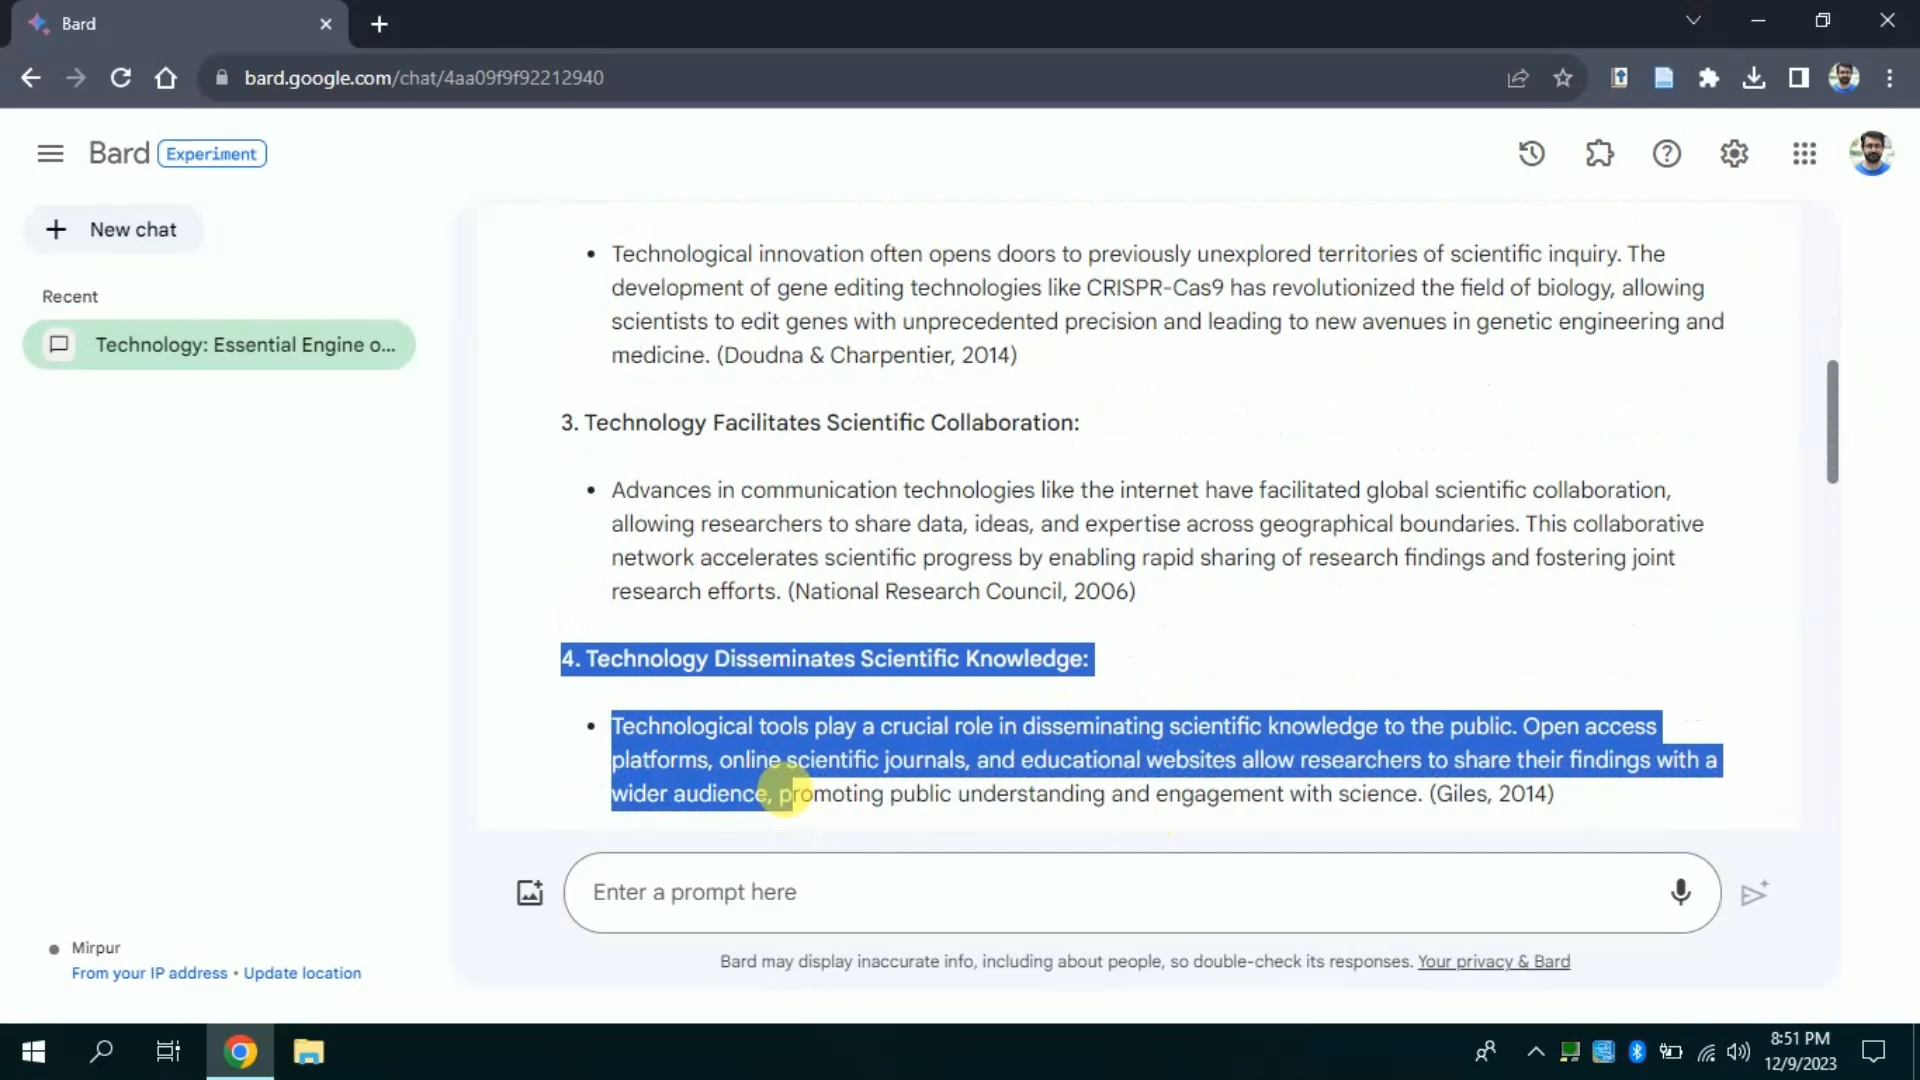 Bard
bard.google.com/chat/4aa09f9f92212940
Bard Experiment
New chat
Recent
Technology: Essential Engine o...
Technological innovation often opens doors to previously unexplored territories of scientific inquiry. The
development of gene editing technologies like CRISPR-Cas9 has revolutionized the field of biology, allowing
scientists to edit genes with unprecedented precision and leading to new avenues in genetic engineering and
medicine. (Doudna & Charpentier, 2014)
3. Technology Facilitates Scientific Collaboration:
Advances in communication technologies like the internet have facilitated global scientific collaboration,
allowing researchers to share data, ideas, and expertise across geographical boundaries. This collaborative
network accelerates scientific progress by enabling rapid sharing of research findings and fostering joint
research efforts. (National Research Council, 2006)
4. Technology Disseminates Scientific Knowledge:
Technological tools play a crucial role in disseminating scientific knowledge to the public. Open access
platforms, online scientific journals, and educational websites allow researchers to share their findings with a
wider audience, promoting public understanding and engagement with science. (Giles, 2014)
Enter a prompt here
Mirpur
From your IP address • Update location
Bard may display inaccurate info, including about people, so double-check its responses. Your privacy & Bard
8:51 PM
12/9/2023